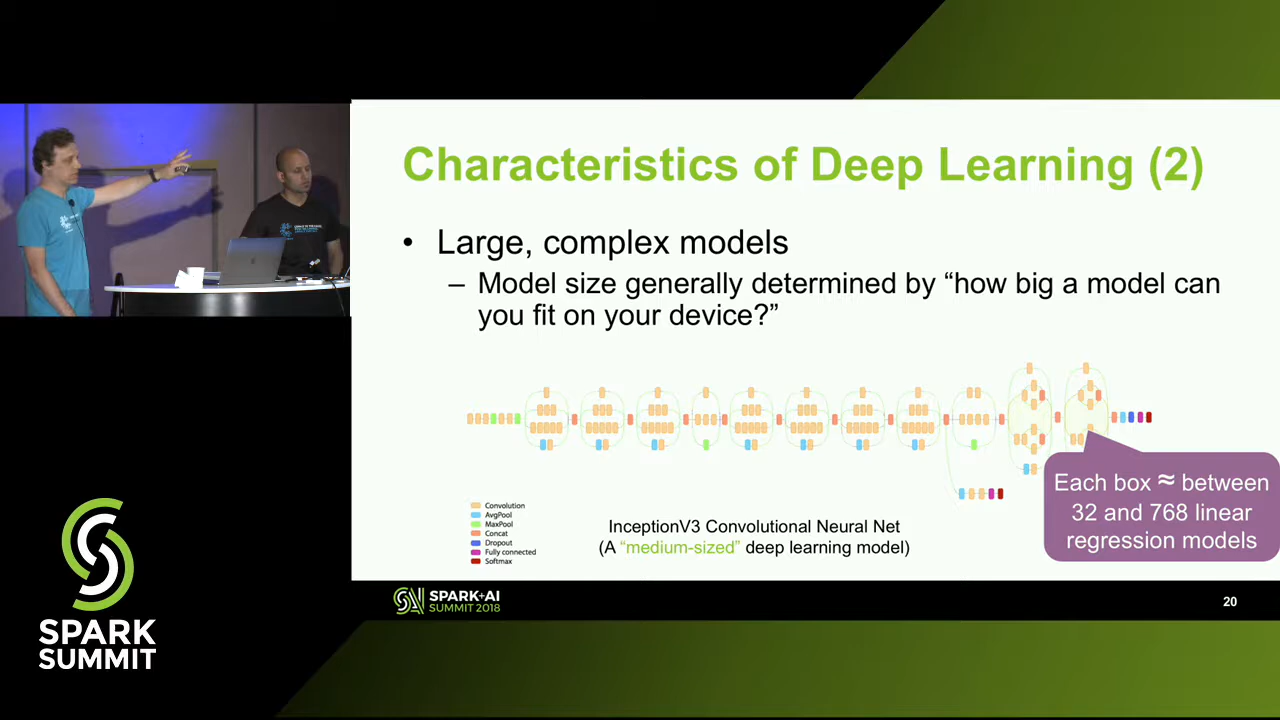 Characteristics of Deep Learning (2)
• Large, complex models
– Model size generally determined by “how big a model can
you fit on your device?”
Convolution
AvgPool
MaxPool
Concat
Dropout
Fully connected
Softmax
InceptionV3 Convolutional Neural Net
(A “medium-sized” deep learning model)
Each box ≈ between
32 and 768 linear
regression models
SPARK+AI
SUMMIT 2018
20
SPARK
SUMMIT